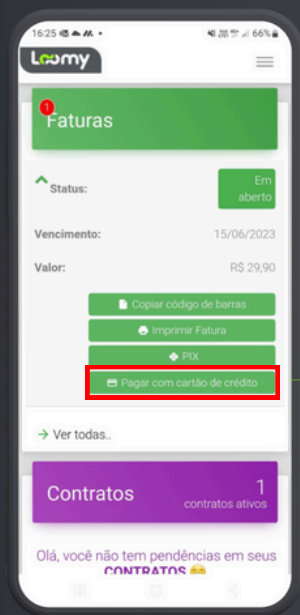 16:25
66%
Loomy
1
Faturas
Status:
Em aberto
Vencimento:
15/06/2023
Valor:
R$ 29,90
Copiar código de barras
Imprimir Fatura
PIX
Pagar com cartão de crédito
Ver todas..
Contratos
1
contratos ativos
Olá, você não tem pendências em seus
CONTRATOS